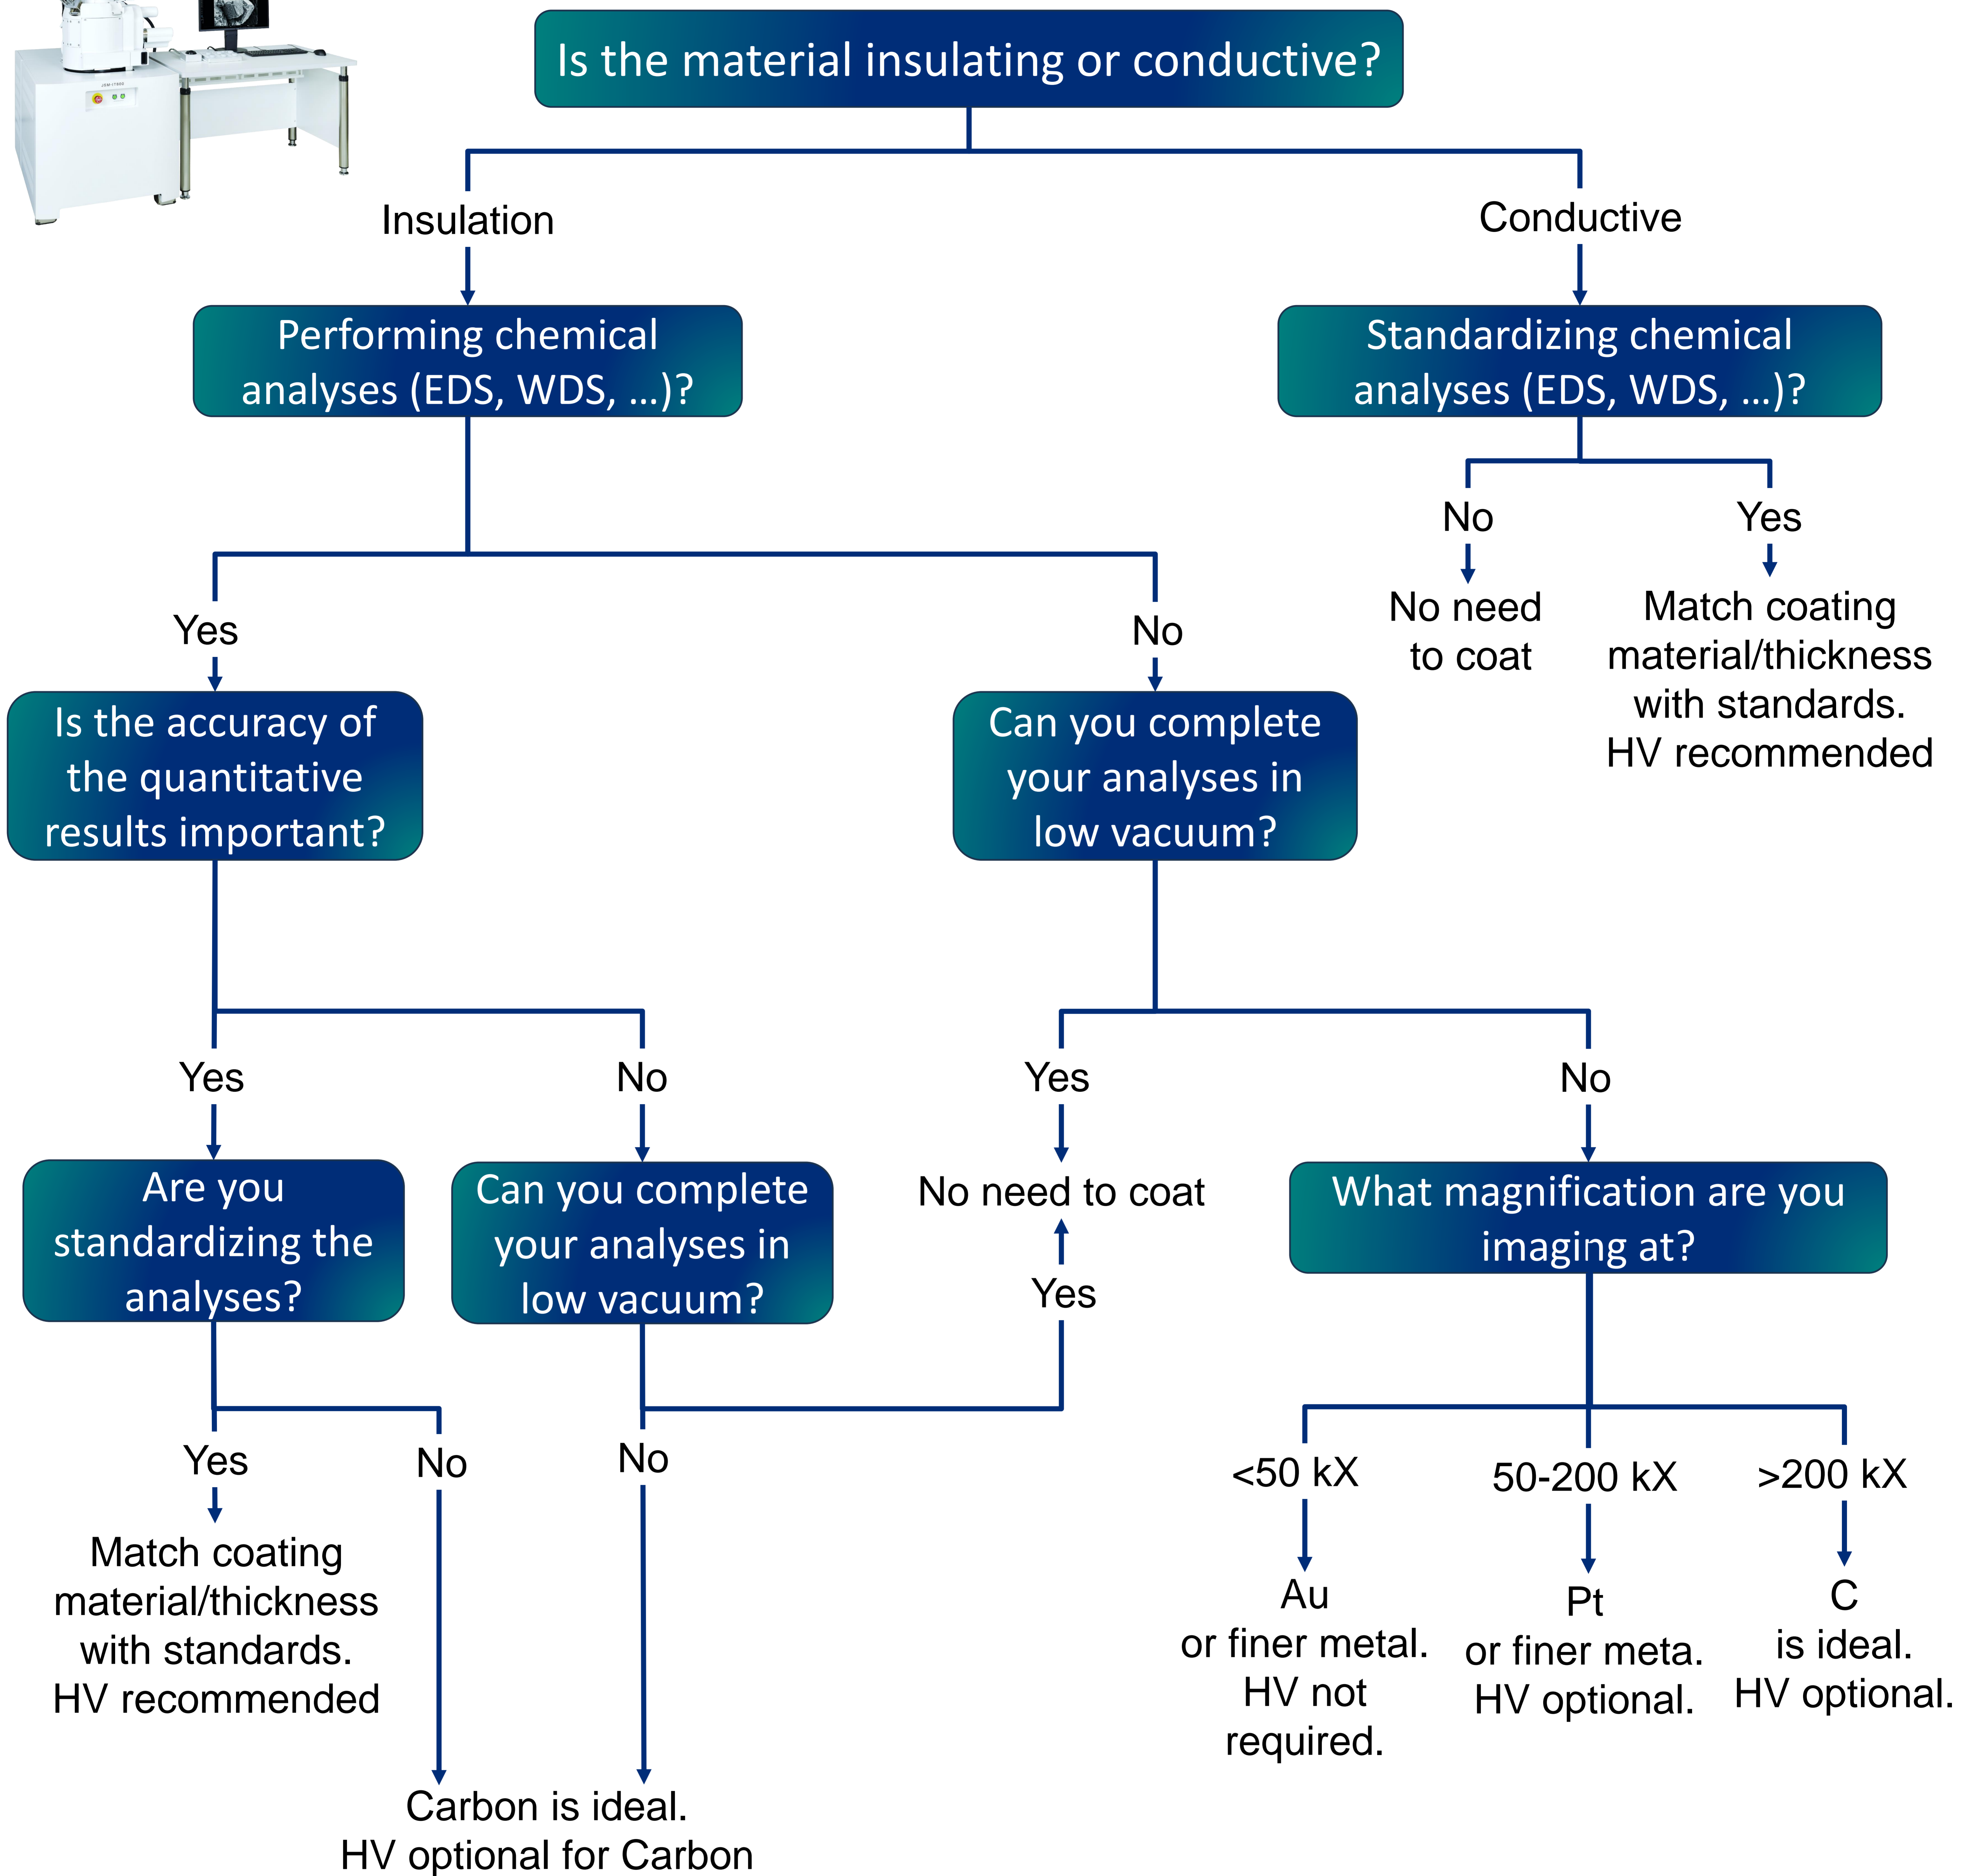 Is the material insulating or conductive?
Insulation
Conductive
Performing chemical
analyses (EDS, WDS, ...)?
Standardizing chemical
analyses (EDS, WDS, ...)?
No
Yes
No need
to coat
Match coating
material/thickness
with standards.
HV recommended
Yes
No
Is the accuracy of
the quantitative
results important?
Can you complete
your analyses in
low vacuum?
Yes
No
Yes
No
Are you
standardizing the
analyses?
Can you complete
your analyses in
low vacuum?
No need to coat
Yes
What magnification are you
imaging at?
Yes
No
No
<50 kX
50-200 kX
>200 kX
Match coating
material/thickness
with standards.
HV recommended
Au
or finer metal.
HV not
required.
Pt
or finer meta.
HV optional.
C
is ideal.
HV optional.
Carbon is ideal.
HV optional for Carbon